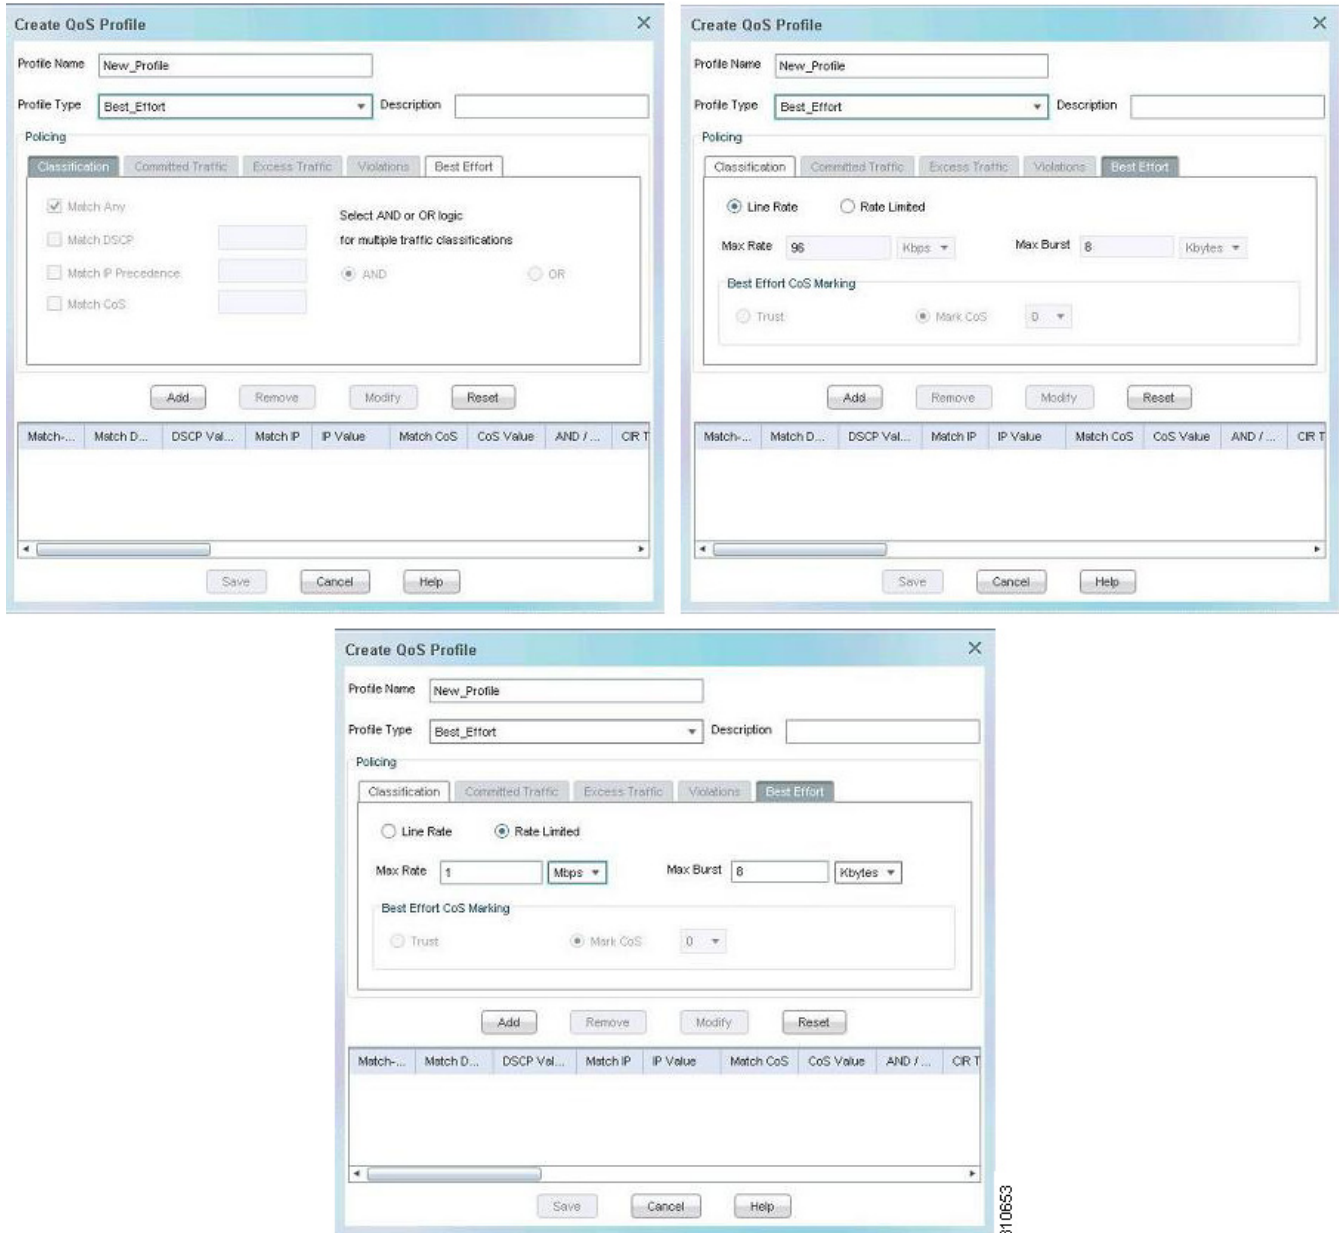 Create QoS Profile
Profile Name New_Profile
Profile Type Best_Effort Description
Policing
Classification Committed Traffic Excess Traffic Violations Best Effort
Match Any
Select AND or OR logic
Match DSCP for multiple traffic classifications
Match IP Precedence AND OR
Match CoS
Add Remove Modify Reset
Match-... Match D... DSCP Val... Match IP IP Value Match CoS CoS Value AND / ... CIR T
Save Cancel Help
Create QoS Profile
Profile Name New_Profile
Profile Type Best_Effort Description
Policing
Classification Committed Traffic Excess Traffic Violations Best Effort
Line Rate Rate Limited
Max Rate 96 Kbps Max Burst 8 Kbytes
Best Effort CoS Marking
Trust Mark CoS 0
Add Remove Modify Reset
Match-... Match D... DSCP Val... Match IP IP Value Match CoS CoS Value AND / ... CIR T
Save Cancel Help
Create QoS Profile
Profile Name New_Profile
Profile Type Best_Effort Description
Policing
Classification Committed Traffic Excess Traffic Violations Best Effort
Line Rate Rate Limited
Max Rate 1 Mbps Max Burst 8 Kbytes
Best Effort CoS Marking
Trust Mark CoS 0
Add Remove Modify Reset
Match-... Match D... DSCP Val... Match IP IP Value Match CoS CoS Value AND / ... CIR T
Save Cancel Help
310653